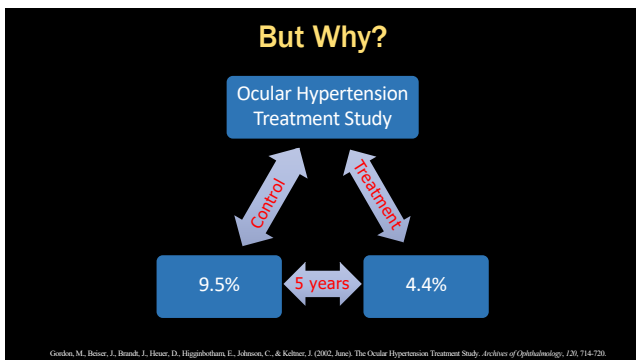 But Why?
Ocular Hypertension
Treatment Study
Control
Treatment
9.5%
5 years
4.4%
Gordon, M., Beiser, J., Brandt, J., Heuer, D., Higginbotham, E., Johnson, C., & Keltner, J. (2002, June). The Ocular Hypertension Treatment Study. Archives of Ophthalmology, 120, 714-720.